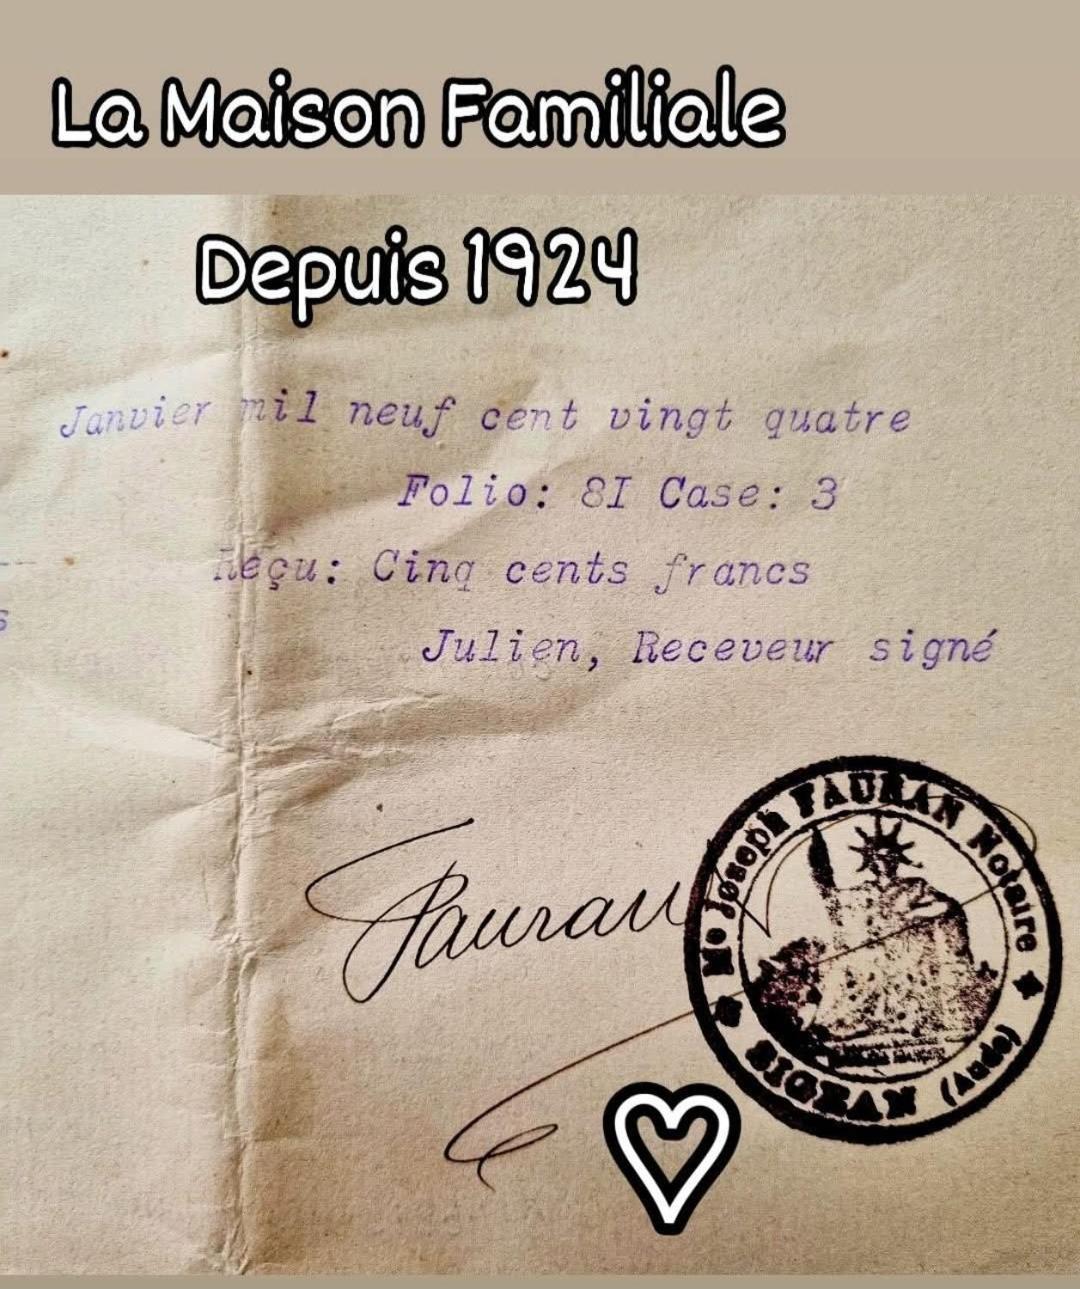 La Maison Familiale
Depuis 1924
Janvier mil neuf cent vingt quatre
Folio: 8I Case: 3
Reçu: Cinq cents francs
s
Julien, Receveur signé
Fauran
Me Joseph FAURAN Notaire
SIGEAN (Aude)